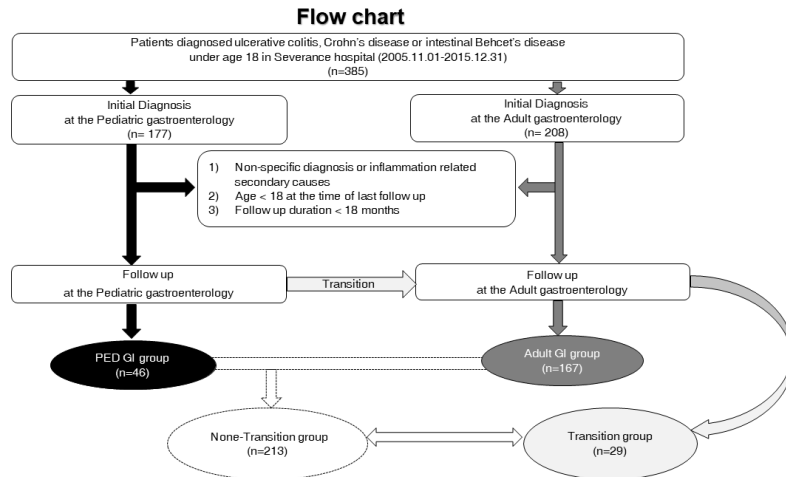 Flow chart
Patients diagnosed ulcerative colitis, Crohn's disease or intestinal Behcet's disease
under age 18 in Severance hospital (2005.11.01-2015.12.31)
(n=385)
Initial Diagnosis
at the Pediatric gastroenterology
(n= 177)
Initial Diagnosis
at the Adult gastroenterology
(n= 208)
1) Non-specific diagnosis or inflammation related
secondary causes
2) Age < 18 at the time of last follow up
3) Follow up duration < 18 months
Follow up
at the Pediatric gastroenterology
Transition
Follow up
at the Adult gastroenterology
PED GI group
(n=46)
Adult GI group
(n=167)
None-Transition group
(n=213)
Transition group
(n=29)